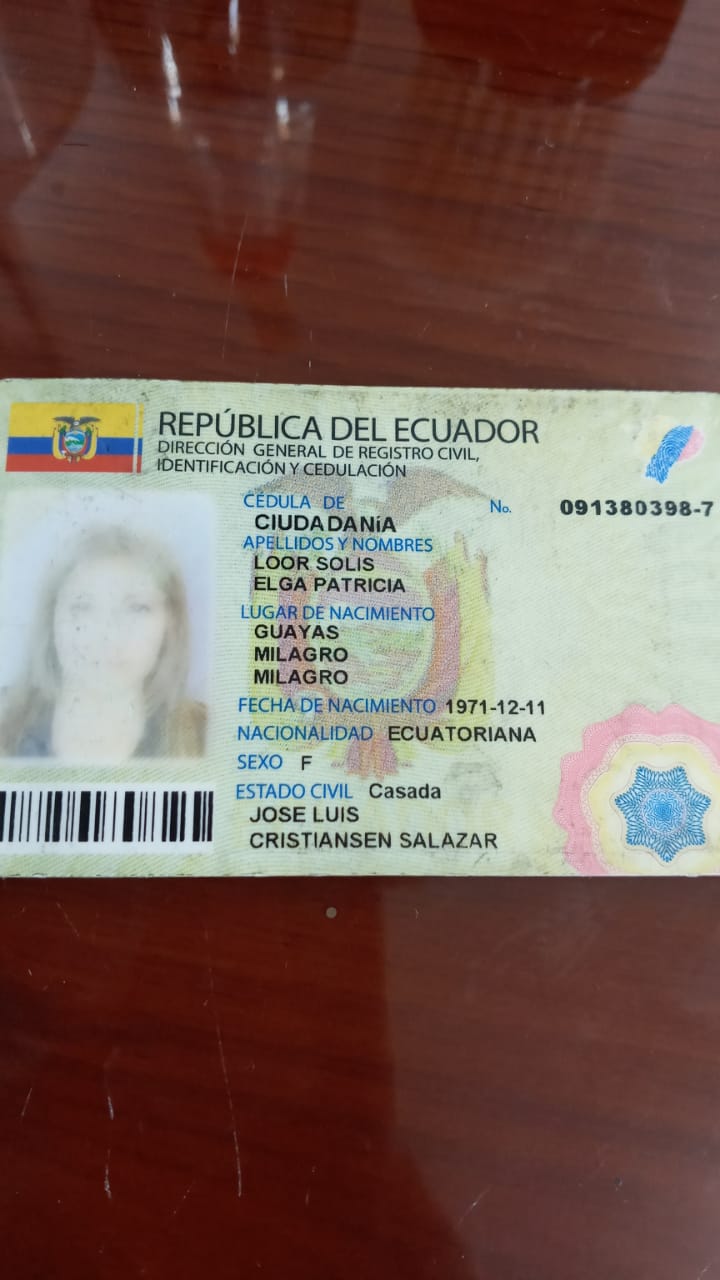 REPÚBLICA DEL ECUADOR
DIRECCIÓN GENERAL DE REGISTRO CIVIL,
IDENTIFICACIÓN Y CEDULACIÓN
CÉDULA DE No. 091380398-7
CIUDADANíA
APELLIDOS Y NOMBRES
LOOR SOLIS
ELGA PATRICIA
LUGAR DE NACIMIENTO
GUAYAS
MILAGRO
MILAGRO
FECHA DE NACIMIENTO 1971-12-11
NACIONALIDAD ECUATORIANA
SEXO F
ESTADO CIVIL Casada
JOSE LUIS
CRISTIANSEN SALAZAR